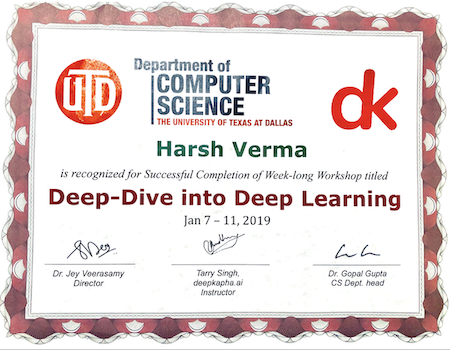 UTD
Department of
COMPUTER
SCIENCE
THE UNIVERSITY OF TEXAS AT DALLAS
dk
Harsh Verma
is recognized for Successful Completion of Week-long Workshop titled
Deep-Dive into Deep Learning
Jan 7 – 11, 2019
Dr. Jey Veerasamy
Director
Tarry Singh,
deepkapha.ai
Instructor
Dr. Gopal Gupta
CS Dept. head